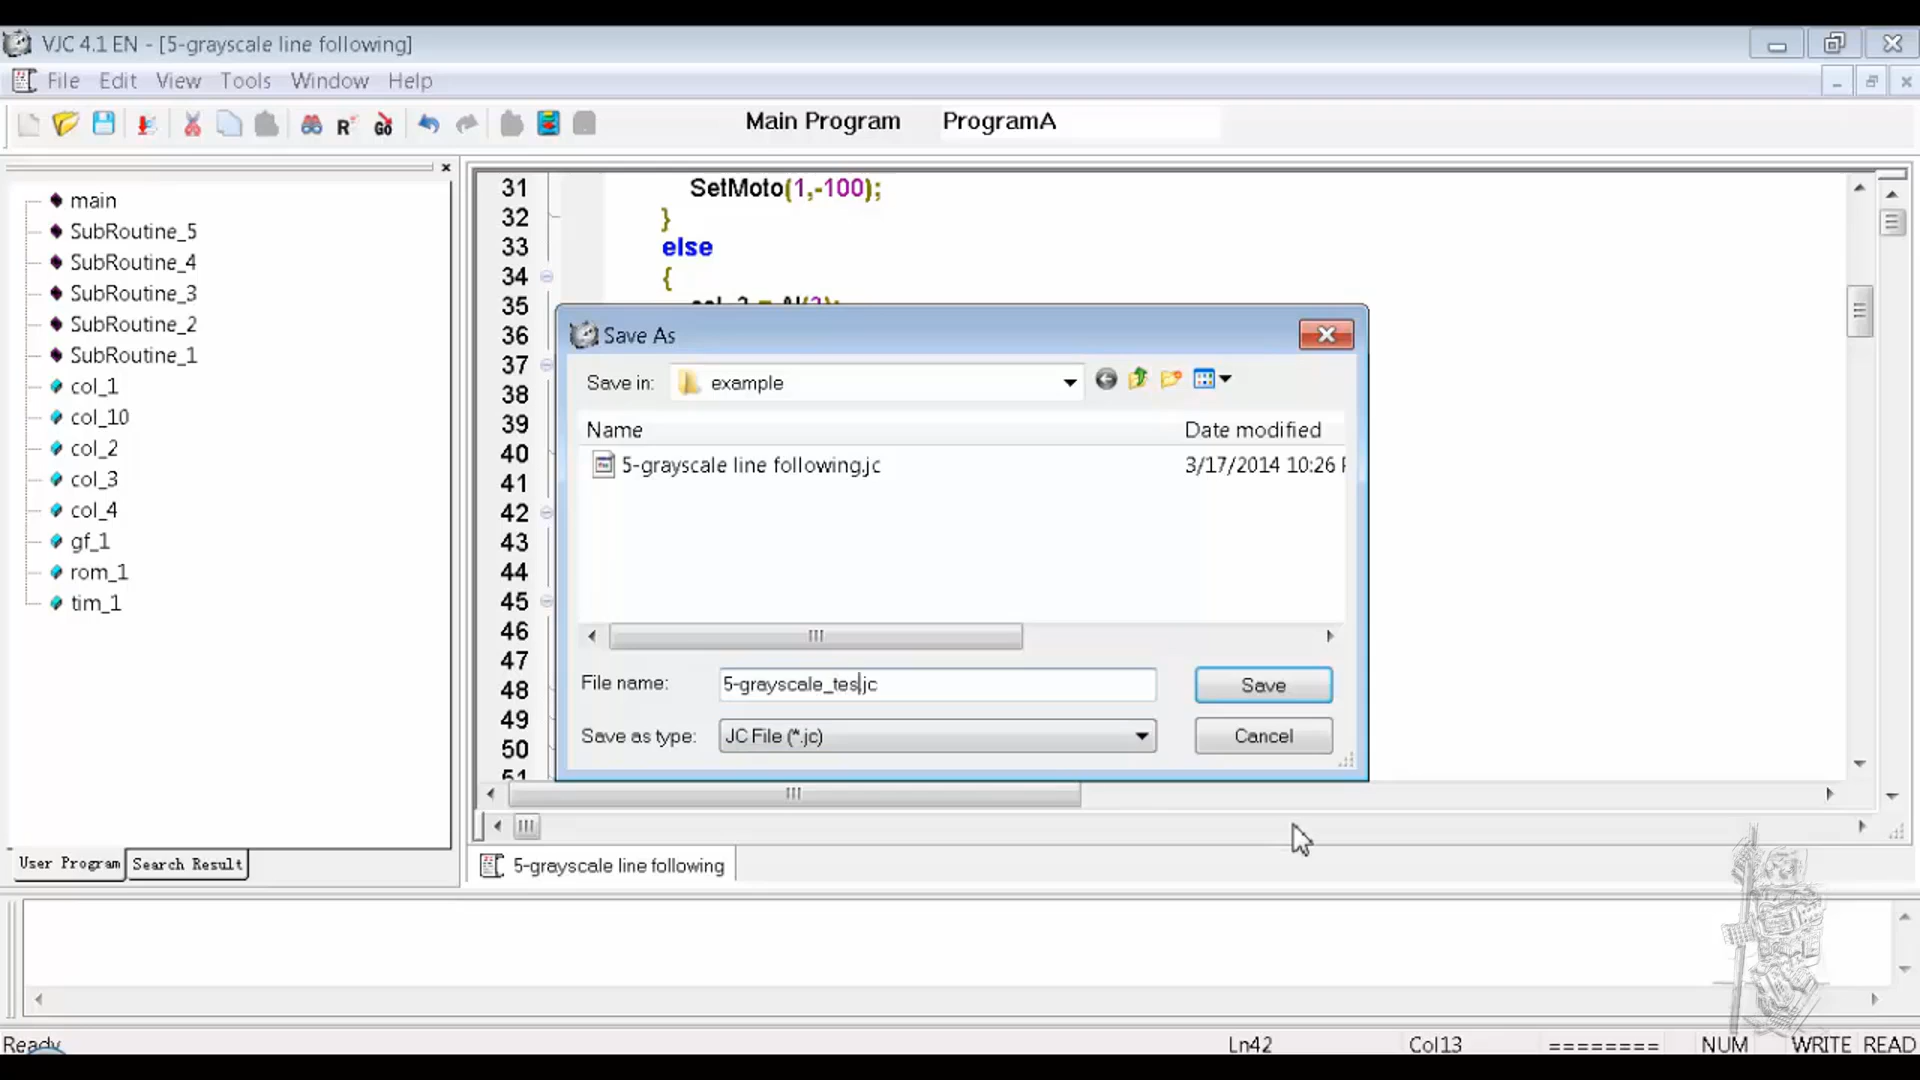 VJC 4.1 EN - [5-grayscale line following]
File Edit View Tools Window Help
Main Program ProgramA
main
SubRoutine_5
SubRoutine_4
SubRoutine_3
SubRoutine_2
SubRoutine_1
col_1
col_10
col_2
col_3
col_4
gf_1
rom_1
tim_1
User Program Search Result
31 SetMoto(1,-100);
32 }
33 else
34 {
35
36
37
38
39
40
41
42
43
44
45
46
47
48
49
50
51
Save As
Save in: example
Name Date modified
5-grayscale line following.jc 3/17/2014 10:26
File name: 5-grayscale_tes.jc Save
Save as type: JC File (*.jc) Cancel
5-grayscale line following
Ready Ln42 Col13 ======== NUM WRITE READ